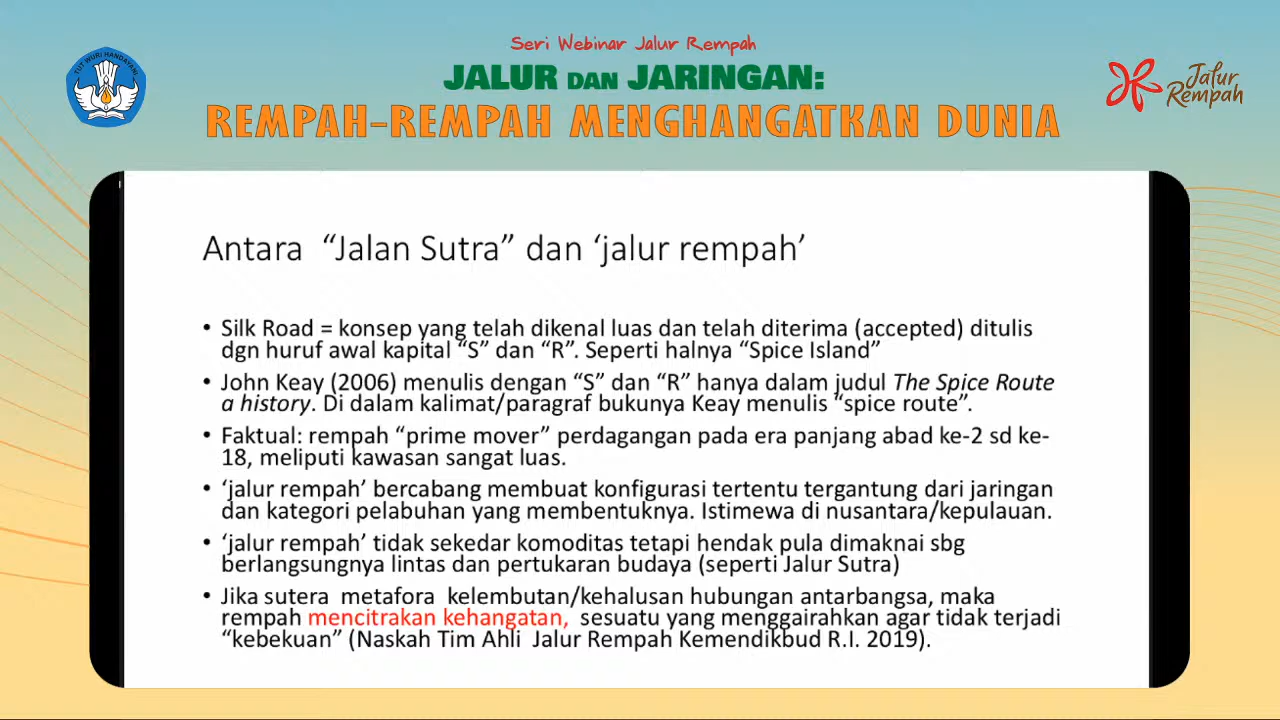 Seri Webinar Jalur Rempah
JALUR DAN JARINGAN:
REMPAH-REMPAH MENGHANGATKAN DUNIA
TUT WURI HANDAYANI
Jalur
Rempah
Antara “Jalan Sutra” dan ‘jalur rempah’
• Silk Road = konsep yang telah dikenal luas dan telah diterima (accepted) ditulis
dgn huruf awal kapital “S” dan “R”. Seperti halnya “Spice Island”
• John Keay (2006) menulis dengan “S” dan “R” hanya dalam judul The Spice Route
a history. Di dalam kalimat/paragraf bukunya Keay menulis “spice route”.
• Faktual: rempah “prime mover” perdagangan pada era panjang abad ke-2 sd ke-
18, meliputi kawasan sangat luas.
• ‘jalur rempah’ bercabang membuat konfigurasi tertentu tergantung dari jaringan
dan kategori pelabuhan yang membentuknya. Istimewa di nusantara/kepulauan.
• ‘jalur rempah’ tidak sekedar komoditas tetapi hendak pula dimaknai sbg
berlangsungnya lintas dan pertukaran budaya (seperti Jalur Sutra)
• Jika sutera metafora kelembutan/kehalusan hubungan antarbangsa, maka
rempah mencitrakan kehangatan, sesuatu yang menggairahkan agar tidak terjadi
“kebekuan” (Naskah Tim Ahli Jalur Rempah Kemendikbud R.I. 2019).